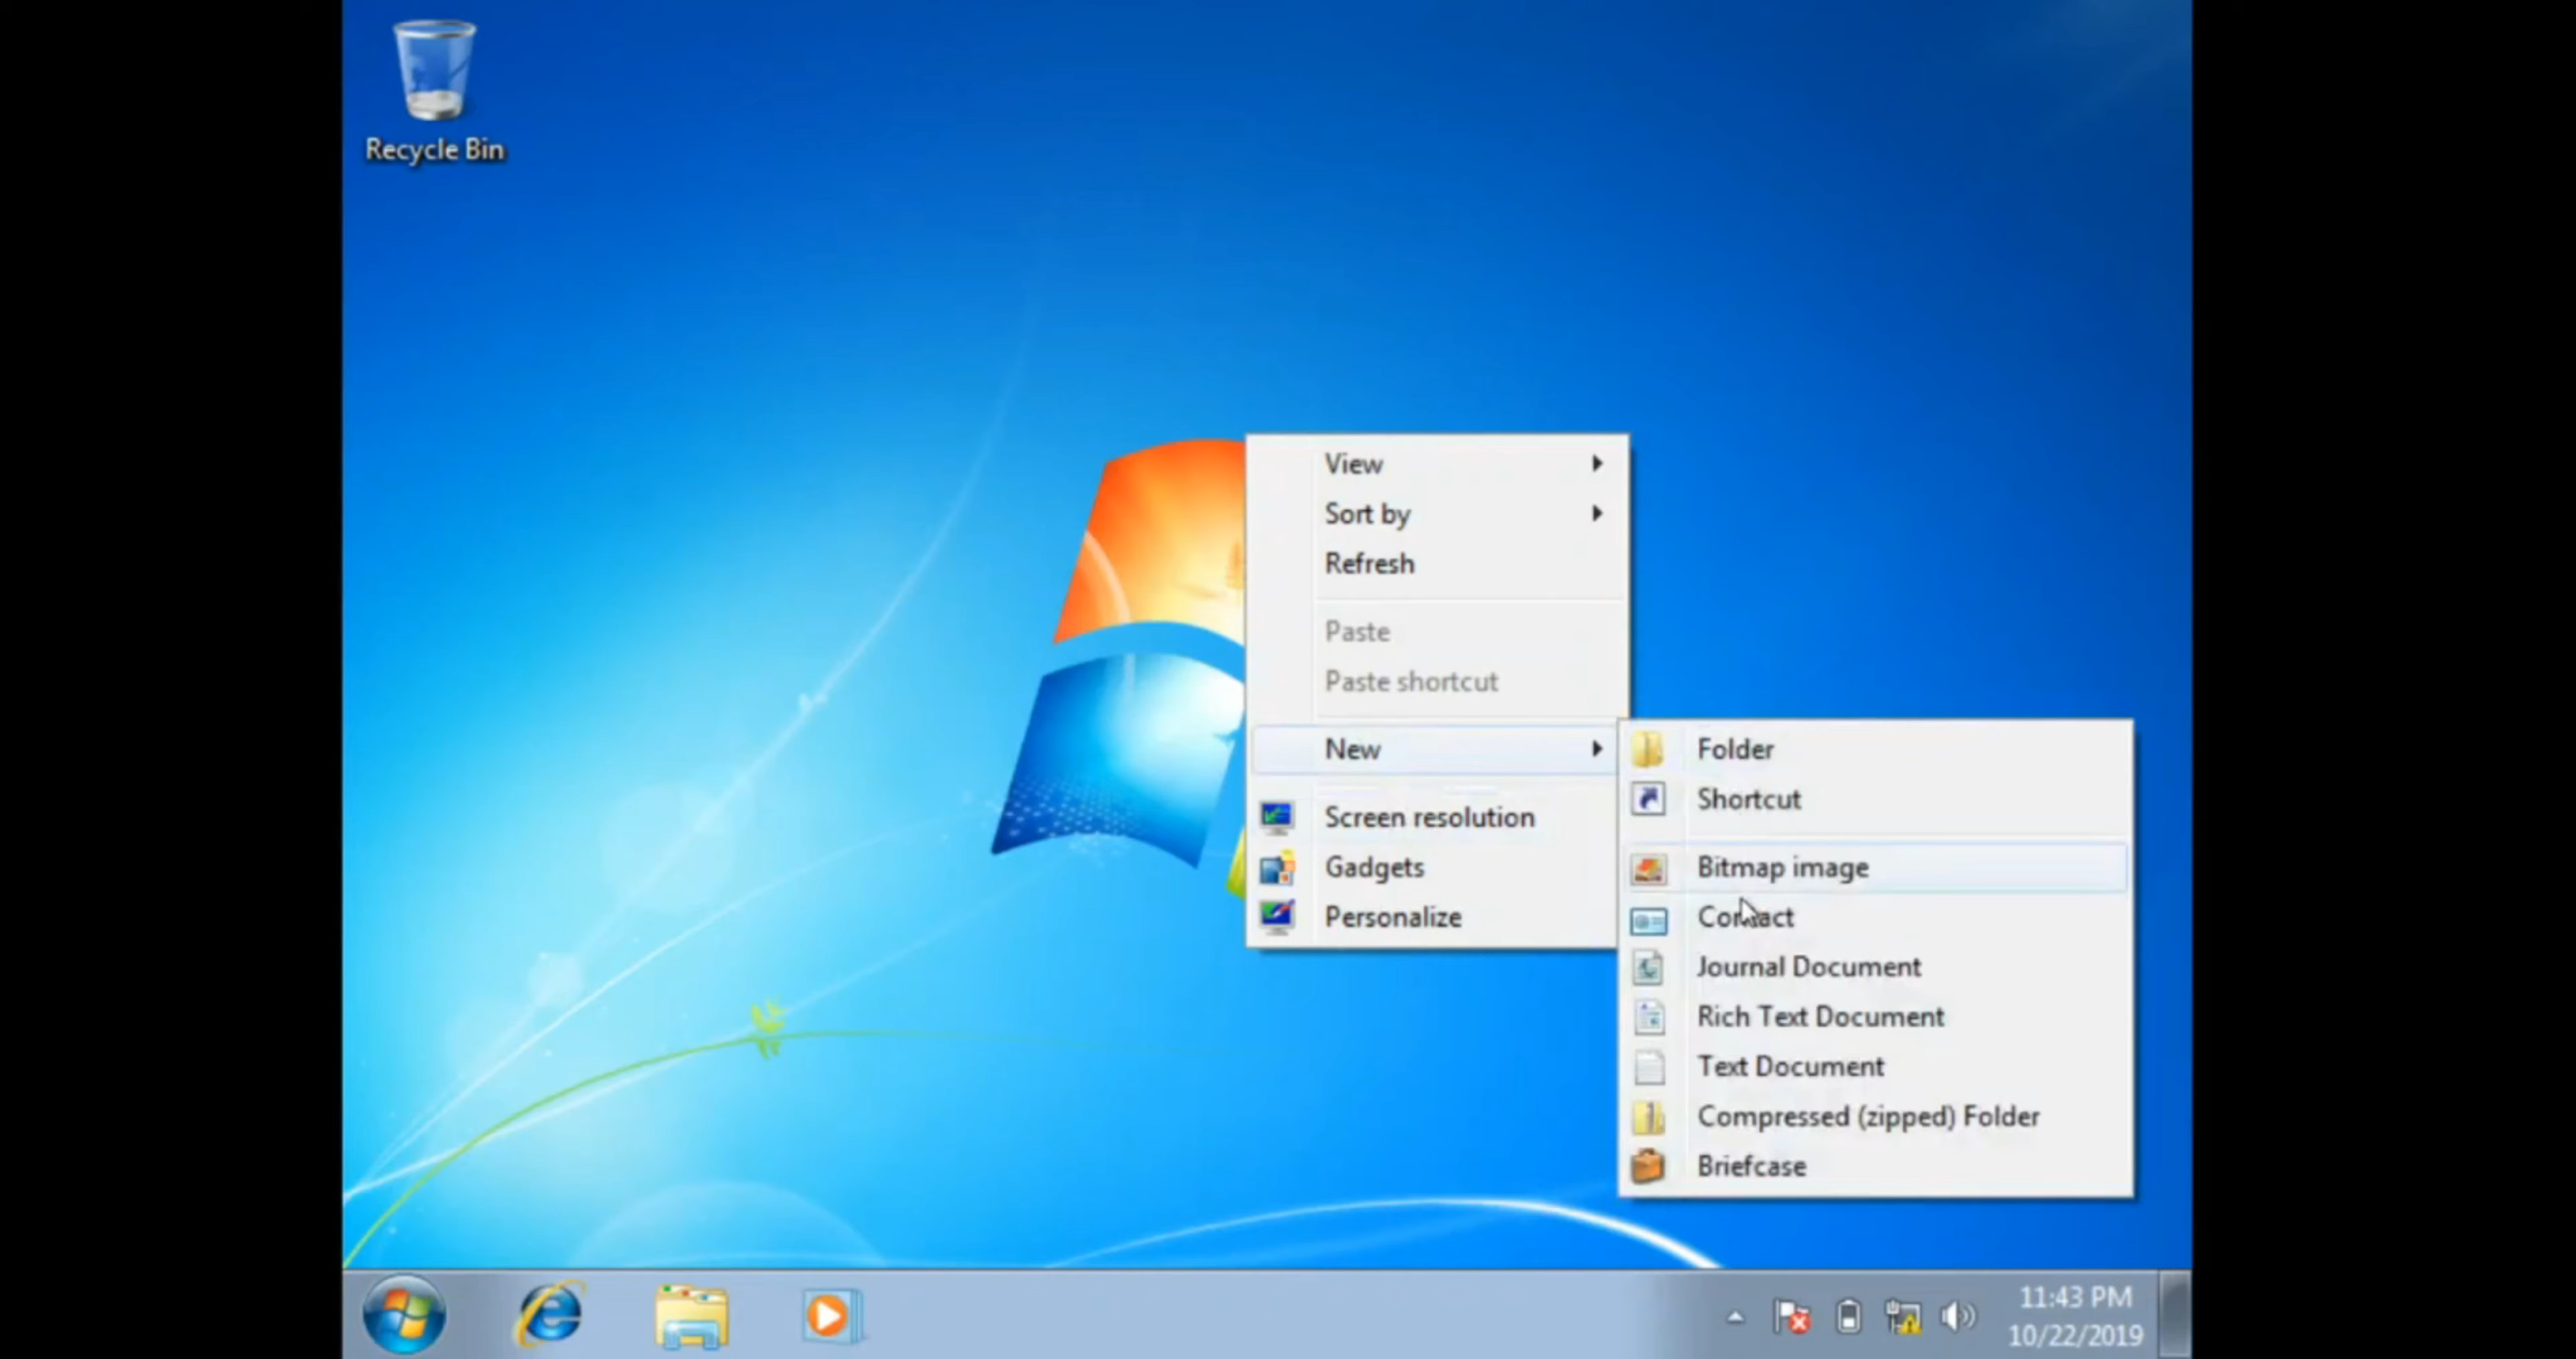 Recycle Bin
View
Sort by
Refresh
Paste
Paste shortcut
New
Screen resolution
Gadgets
Personalize
Folder
Shortcut
Bitmap image
Contact
Journal Document
Rich Text Document
Text Document
Compressed (zipped) Folder
Briefcase
11:43 PM
10/22/2019